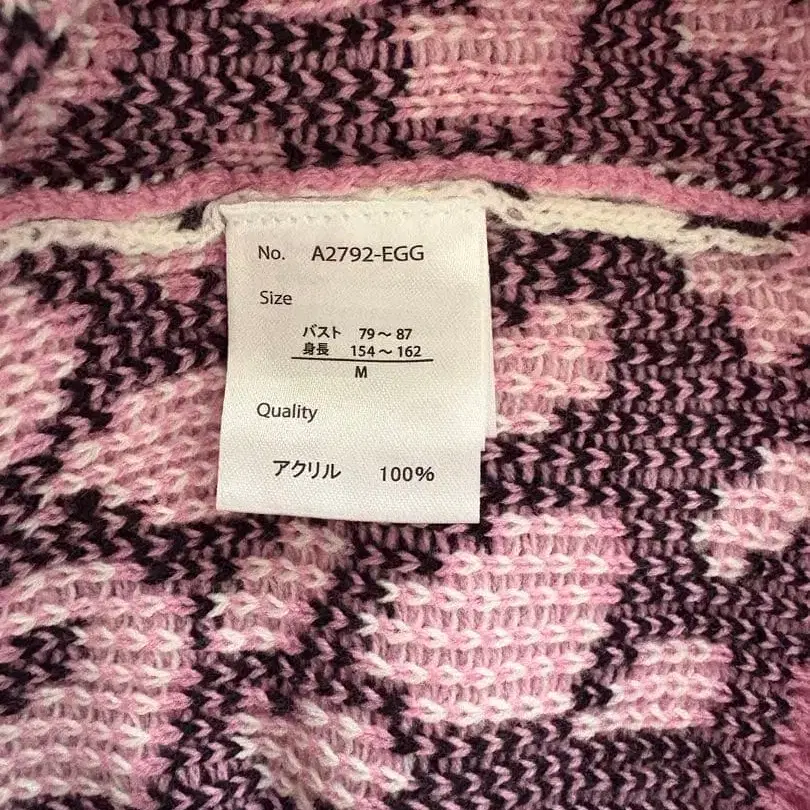 No. A2792-EGG
Size
バスト 79～87
身長 154～162
M
Quality
アクリル 100%